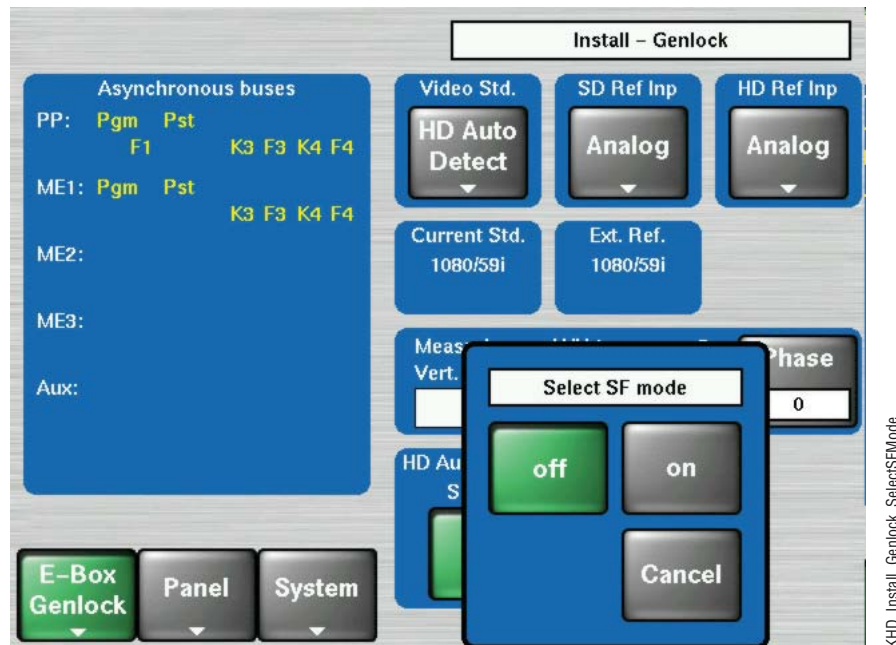 Install – Genlock
Asynchronous buses
PP: Pgm Pst
F1 K3 F3 K4 F4
ME1: Pgm Pst
K3 F3 K4 F4
ME2:
ME3:
Aux:
Video Std.
HD Auto
Detect
SD Ref Inp
Analog
HD Ref Inp
Analog
Current Std.
1080/59i
Ext. Ref.
1080/59i
Vert.
Phase
0
HD Au
S
Select SF mode
off
on
Cancel
E–Box
Genlock
Panel
System
KHD_Install_Genlock_SelectSFMode